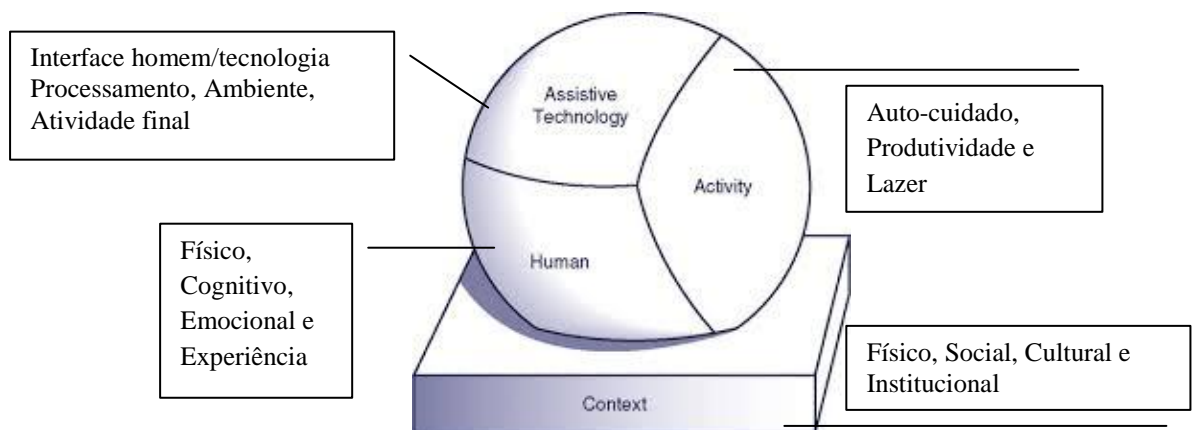 Interface homem/tecnologia
Processamento, Ambiente,
Atividade final
Assistive
Technology
Auto-cuidado,
Produtividade e
Lazer
Activity
Físico,
Cognitivo,
Emocional e
Experiência
Human
Físico, Social, Cultural e
Institucional
Context